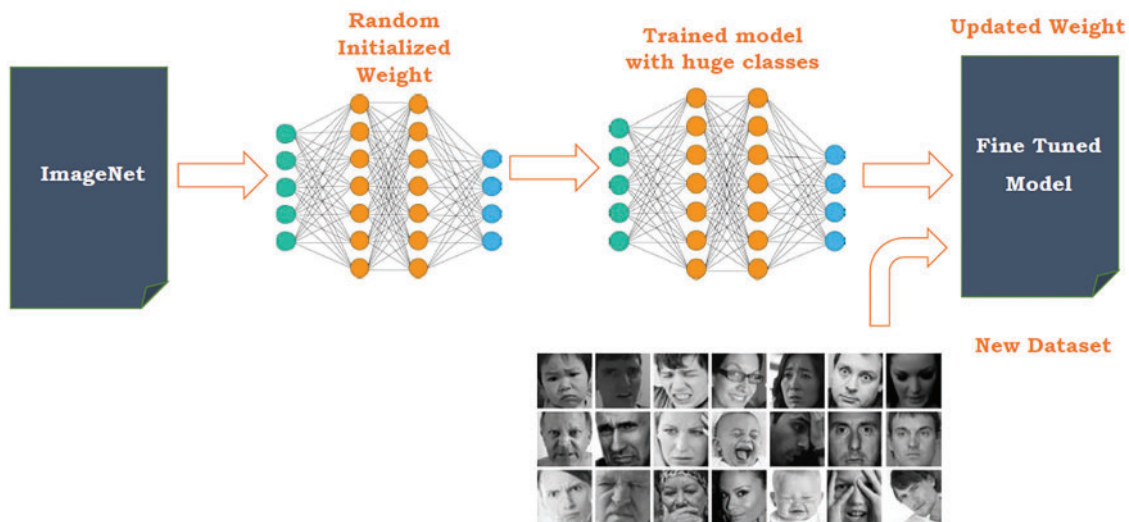 Random
Initialized
Weight
Trained model
with huge classes
Updated Weight
ImageNet
Fine Tuned
Model
New Dataset